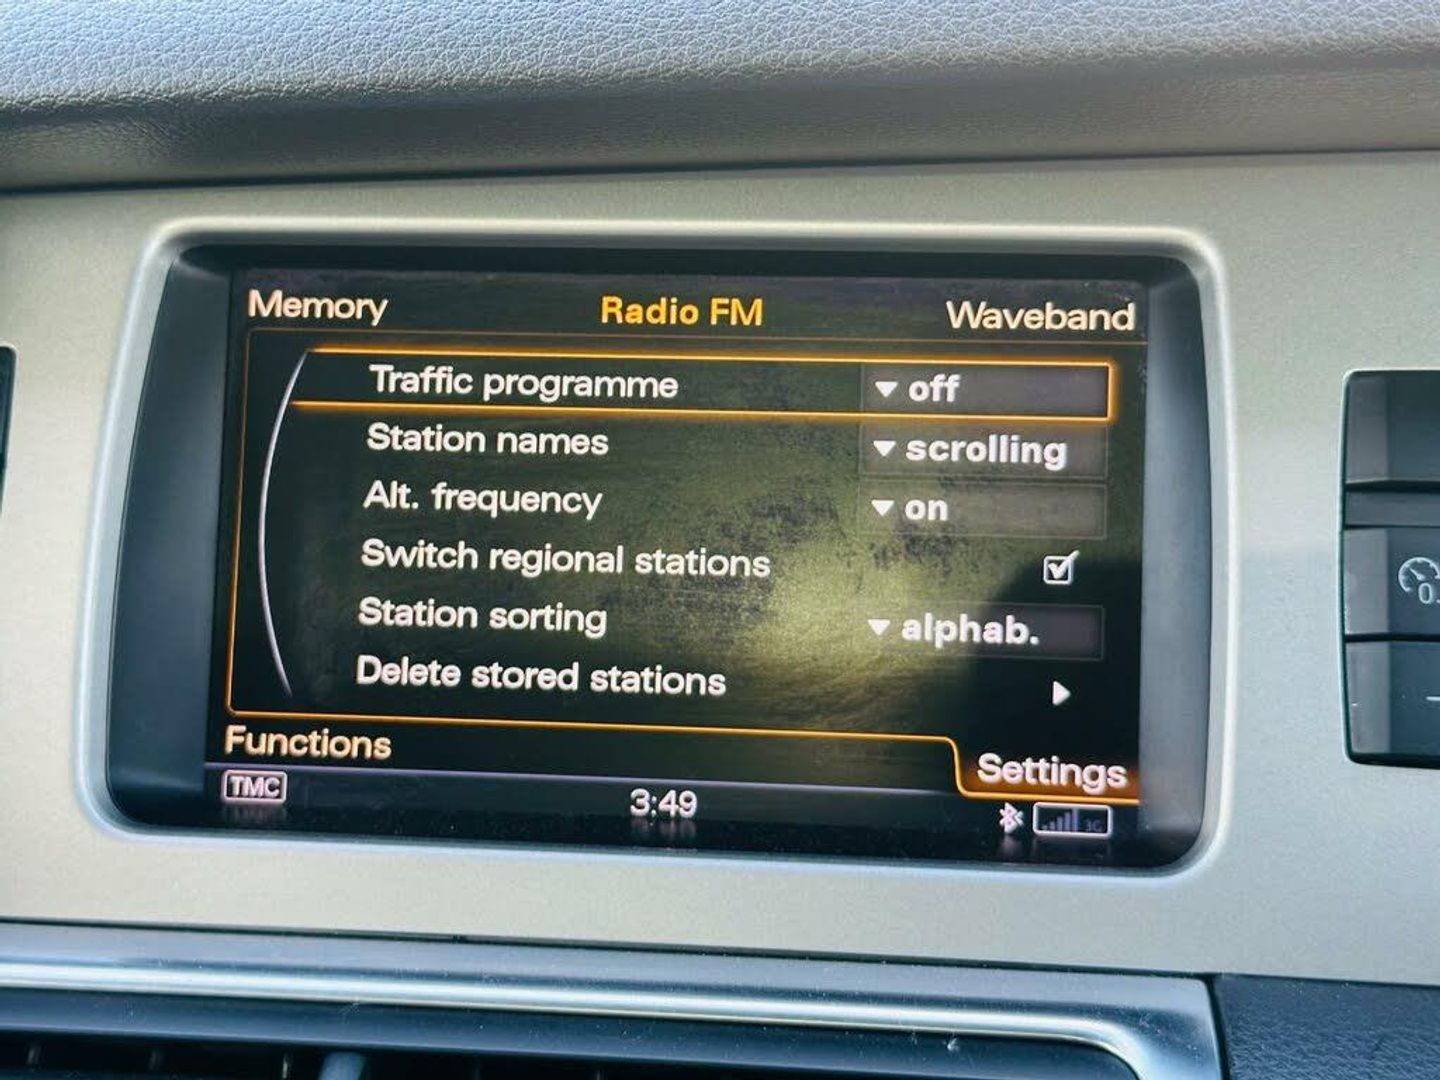 Memory Radio FM Waveband
Traffic programme off
Station names scrolling
Alt. frequency on
Switch regional stations
Station sorting alphab.
Delete stored stations
Functions Settings
TMC 3:49 3G